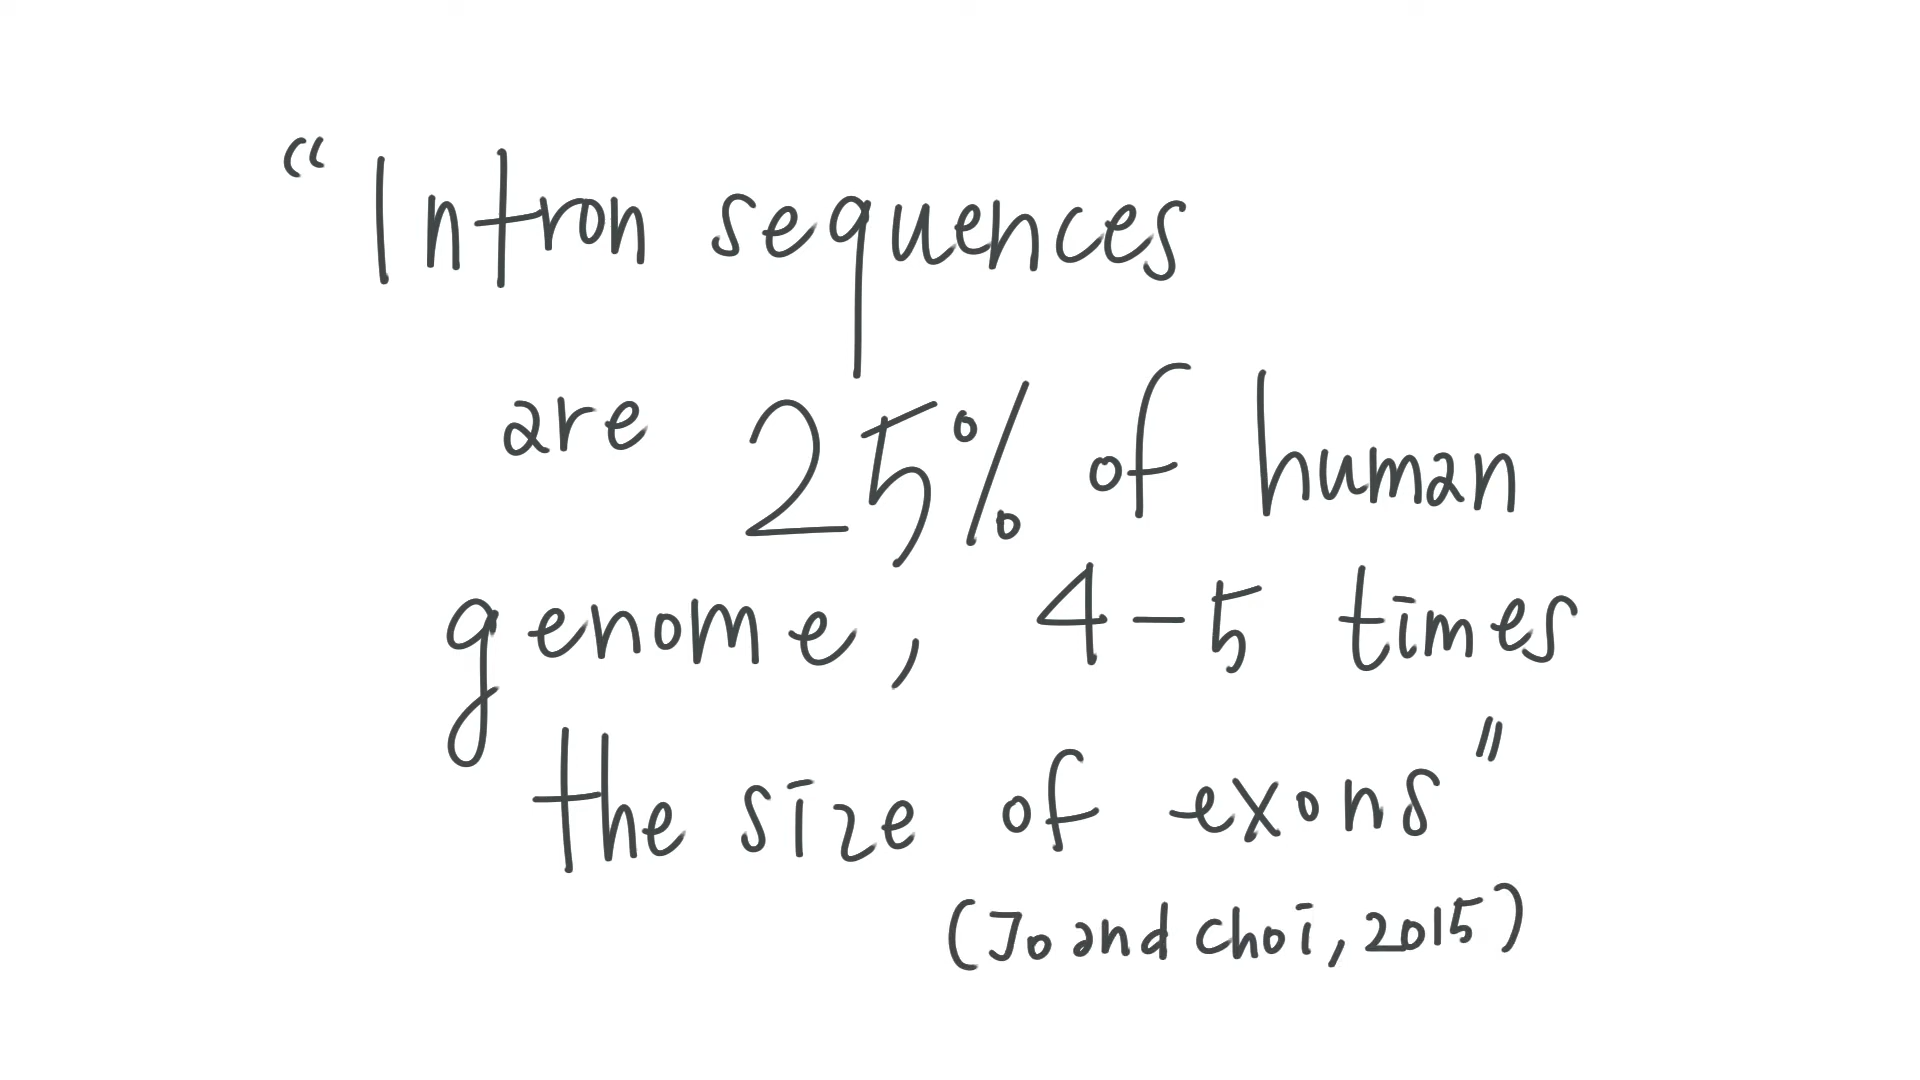 “Intron sequences
are 25% of human
genome, 4-5 times
the size of exons"
(Jo and Choi, 2015)